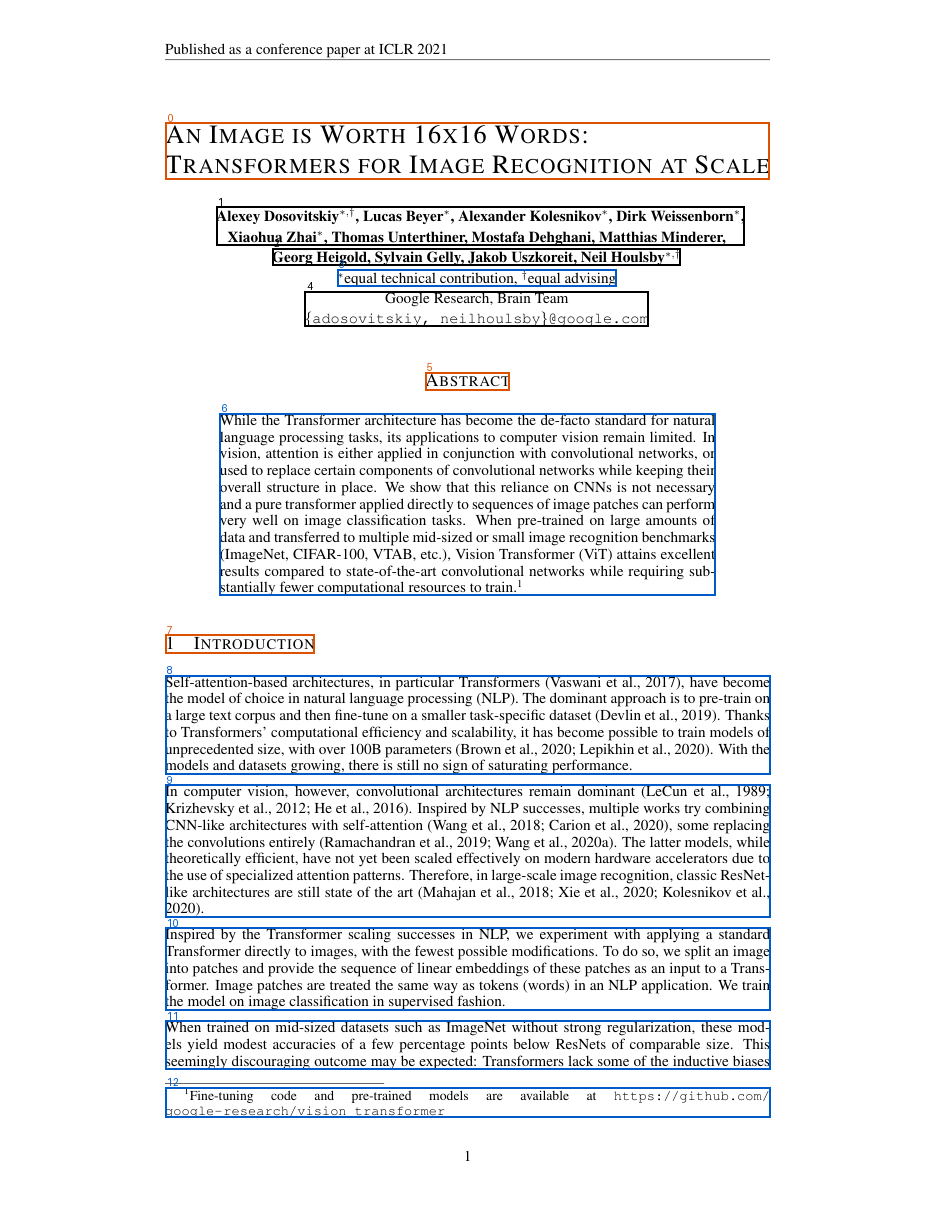 Published as a conference paper at ICLR 2021
0
AN IMAGE IS WORTH 16X16 WORDS:
TRANSFORMERS FOR IMAGE RECOGNITION AT SCALE
1
Alexey Dosovitskiy∗,†, Lucas Beyer∗, Alexander Kolesnikov∗, Dirk Weissenborn∗,
Xiaohua Zhai∗, Thomas Unterthiner, Mostafa Dehghani, Matthias Minderer,
Georg Heigold, Sylvain Gelly, Jakob Uszkoreit, Neil Houlsby∗,†
∗equal technical contribution, †equal advising
4
Google Research, Brain Team
{adosovitskiy, neilhoulsby}@google.com
5
ABSTRACT
6
While the Transformer architecture has become the de-facto standard for natural
language processing tasks, its applications to computer vision remain limited. In
vision, attention is either applied in conjunction with convolutional networks, or
used to replace certain components of convolutional networks while keeping their
overall structure in place. We show that this reliance on CNNs is not necessary
and a pure transformer applied directly to sequences of image patches can perform
very well on image classification tasks. When pre-trained on large amounts of
data and transferred to multiple mid-sized or small image recognition benchmarks
(ImageNet, CIFAR-100, VTAB, etc.), Vision Transformer (ViT) attains excellent
results compared to state-of-the-art convolutional networks while requiring sub-
stantially fewer computational resources to train.1
7
1 INTRODUCTION
8
Self-attention-based architectures, in particular Transformers (Vaswani et al., 2017), have become
the model of choice in natural language processing (NLP). The dominant approach is to pre-train on
a large text corpus and then fine-tune on a smaller task-specific dataset (Devlin et al., 2019). Thanks
to Transformers' computational efficiency and scalability, it has become possible to train models of
unprecedented size, with over 100B parameters (Brown et al., 2020; Lepikhin et al., 2020). With the
models and datasets growing, there is still no sign of saturating performance.
9
In computer vision, however, convolutional architectures remain dominant (LeCun et al., 1989;
Krizhevsky et al., 2012; He et al., 2016). Inspired by NLP successes, multiple works try combining
CNN-like architectures with self-attention (Wang et al., 2018; Carion et al., 2020), some replacing
the convolutions entirely (Ramachandran et al., 2019; Wang et al., 2020a). The latter models, while
theoretically efficient, have not yet been scaled effectively on modern hardware accelerators due to
the use of specialized attention patterns. Therefore, in large-scale image recognition, classic ResNet-
like architectures are still state of the art (Mahajan et al., 2018; Xie et al., 2020; Kolesnikov et al.,
2020).
10
Inspired by the Transformer scaling successes in NLP, we experiment with applying a standard
Transformer directly to images, with the fewest possible modifications. To do so, we split an image
into patches and provide the sequence of linear embeddings of these patches as an input to a Trans-
former. Image patches are treated the same way as tokens (words) in an NLP application. We train
the model on image classification in supervised fashion.
11
When trained on mid-sized datasets such as ImageNet without strong regularization, these mod-
els yield modest accuracies of a few percentage points below ResNets of comparable size. This
seemingly discouraging outcome may be expected: Transformers lack some of the inductive biases
12
1Fine-tuning code and pre-trained models are available at https://github.com/
google-research/vision_transformer
1